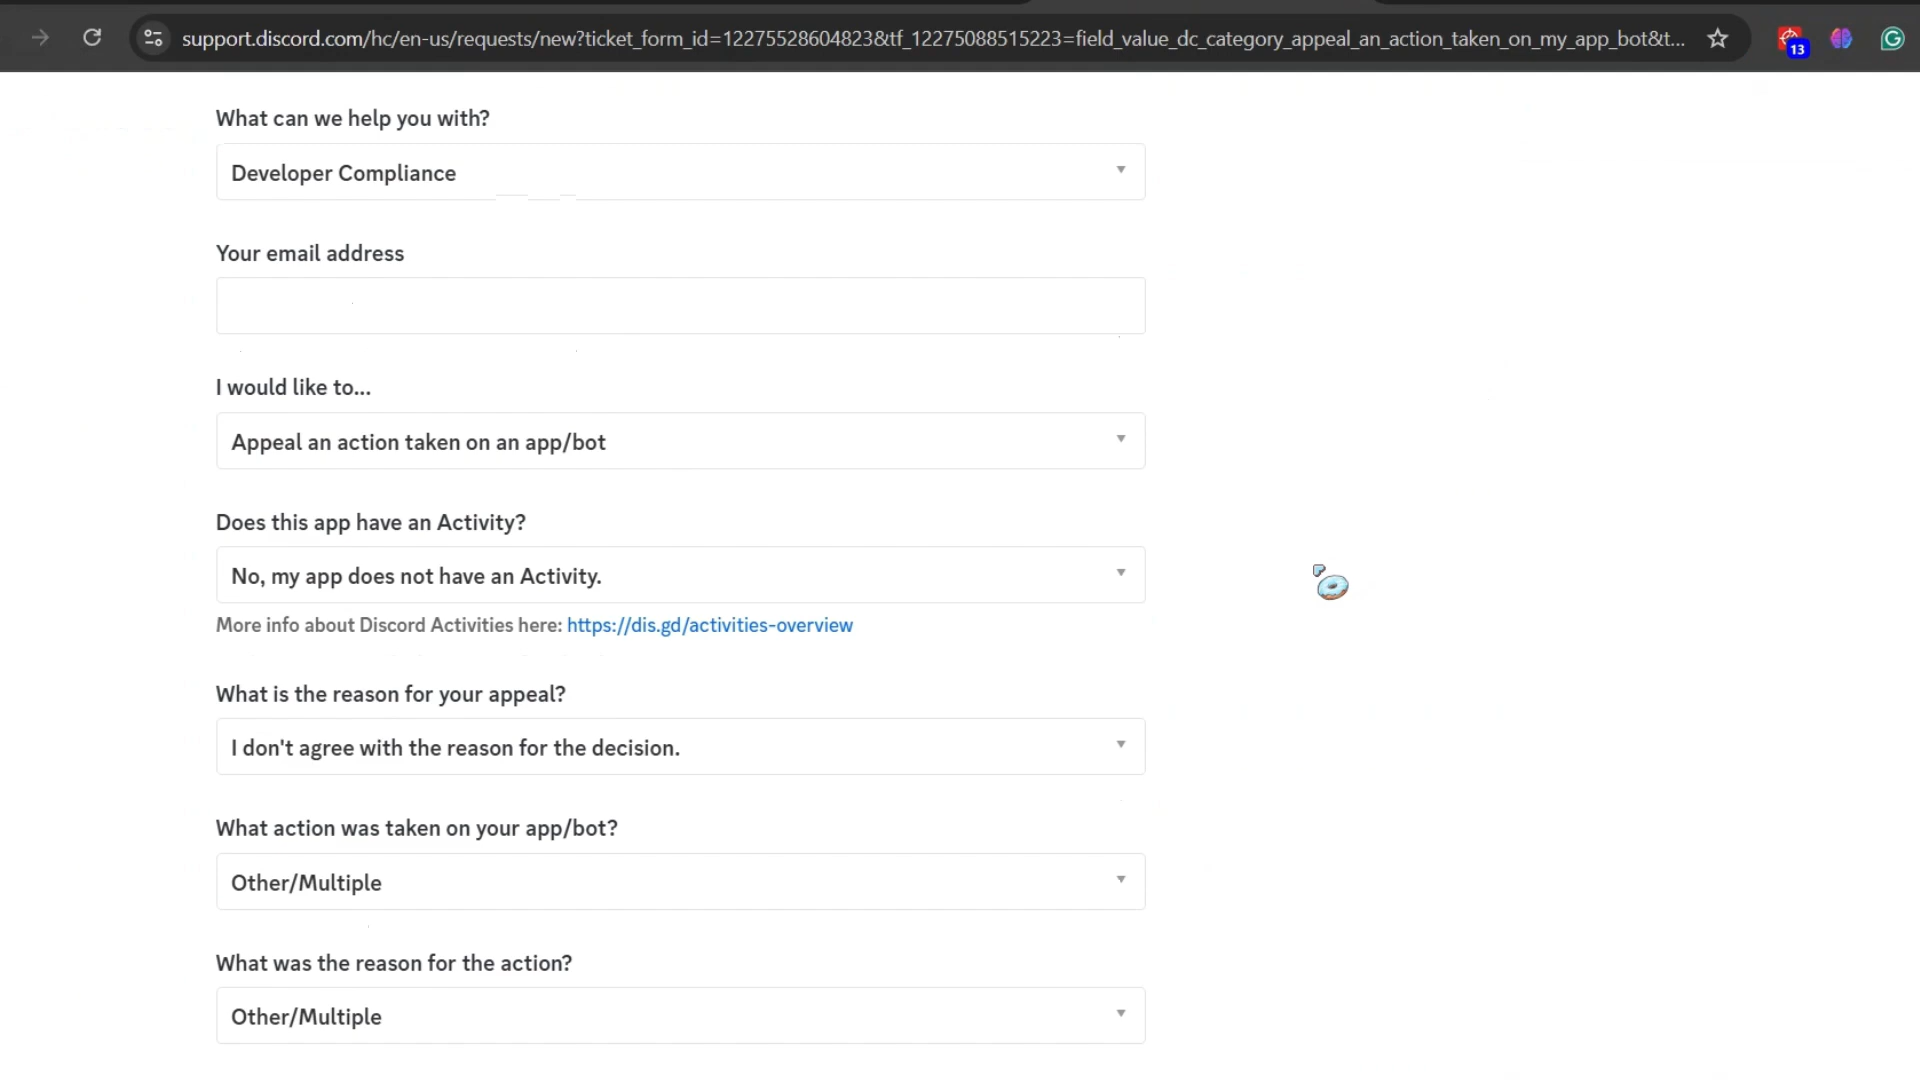 support.discord.com/hc/en-us/requests/new?ticket_form_id=12275528604823&tf_12275088515223=field_value_dc_category_appeal_an_action_taken_on_my_app_bot&t...
13
What can we help you with?
Developer Compliance
Your email address
I would like to...
Appeal an action taken on an app/bot
Does this app have an Activity?
No, my app does not have an Activity.
More info about Discord Activities here: https://dis.gd/activities-overview
What is the reason for your appeal?
I don't agree with the reason for the decision.
What action was taken on your app/bot?
Other/Multiple
What was the reason for the action?
Other/Multiple